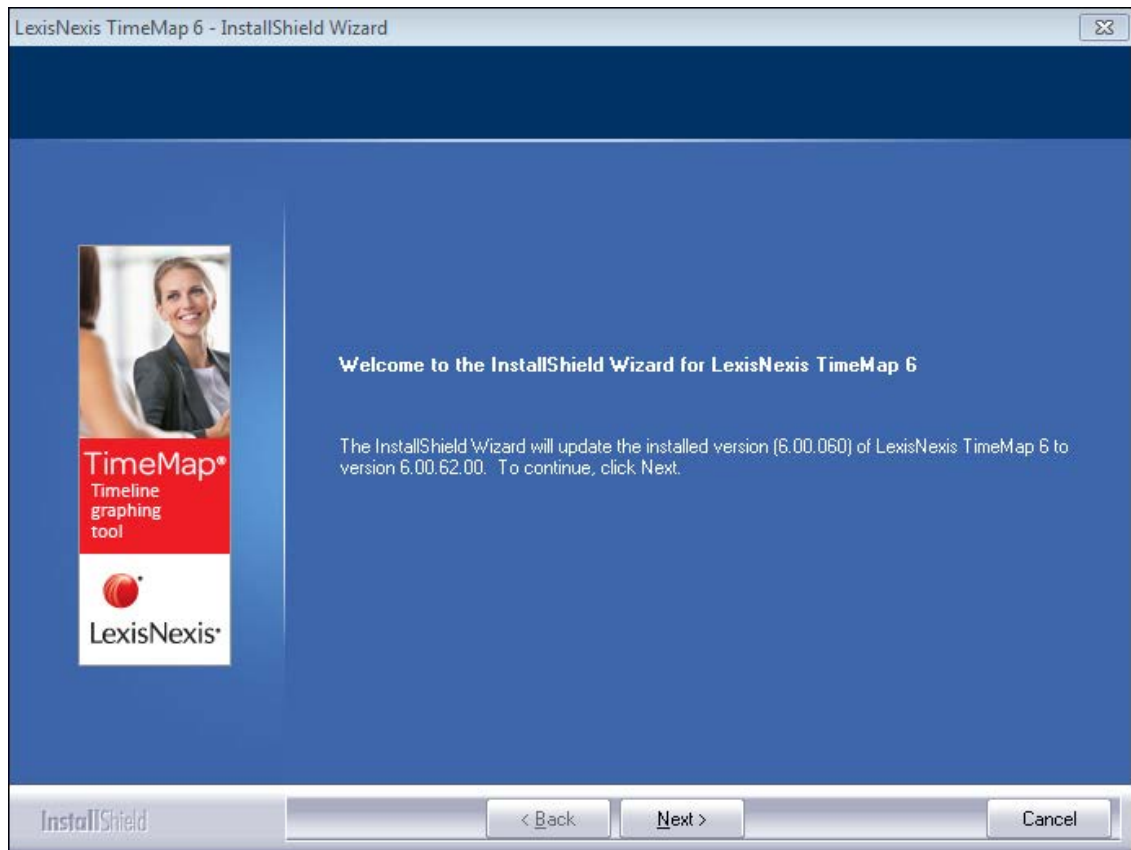 LexisNexis TimeMap 6 - InstallShield Wizard
Welcome to the InstallShield Wizard for LexisNexis TimeMap 6
The InstallShield Wizard will update the installed version (6.00.060) of LexisNexis TimeMap 6 to
version 6.00.62.00. To continue, click Next.
TimeMap®
Timeline
graphing
tool
LexisNexis®
InstallShield
< Back
Next >
Cancel